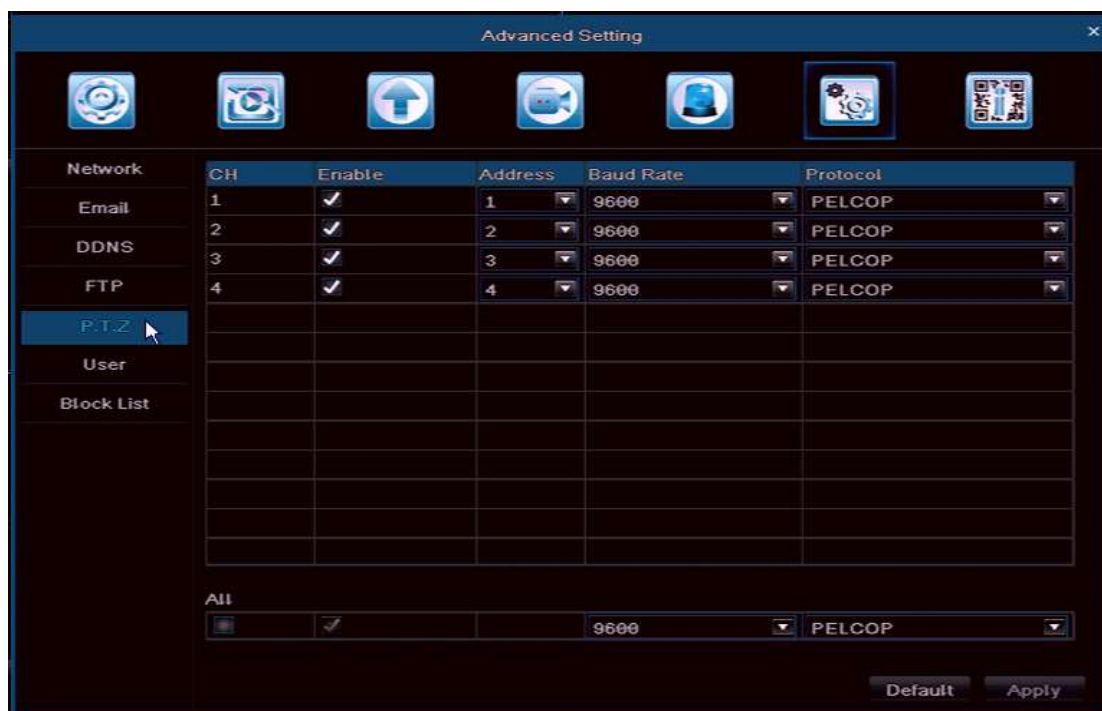 Advanced Setting
×
Network
Email
DDNS
FTP
P.T.Z
User
Block List
CH Enable Address Baud Rate Protocol
1 1 9600 PELCOP
2 2 9600 PELCOP
3 3 9600 PELCOP
4 4 9600 PELCOP
All
9600 PELCOP
Default Apply